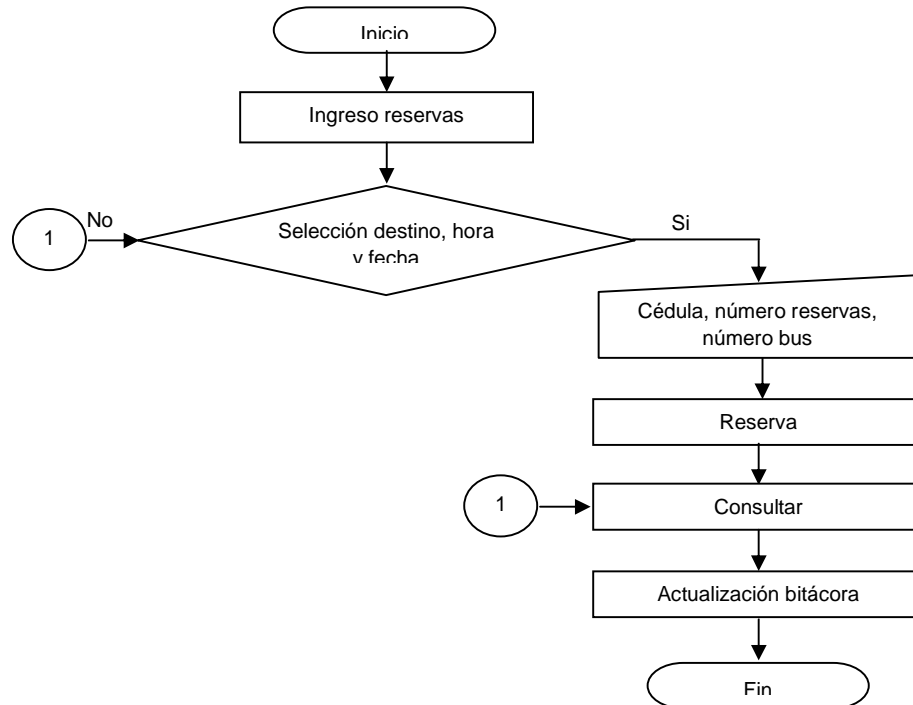 Inicio
Ingreso reservas
No
1
Selección destino, hora
y fecha
Si
Cédula, número reservas,
número bus
Reserva
1
Consultar
Actualización bitácora
Fin